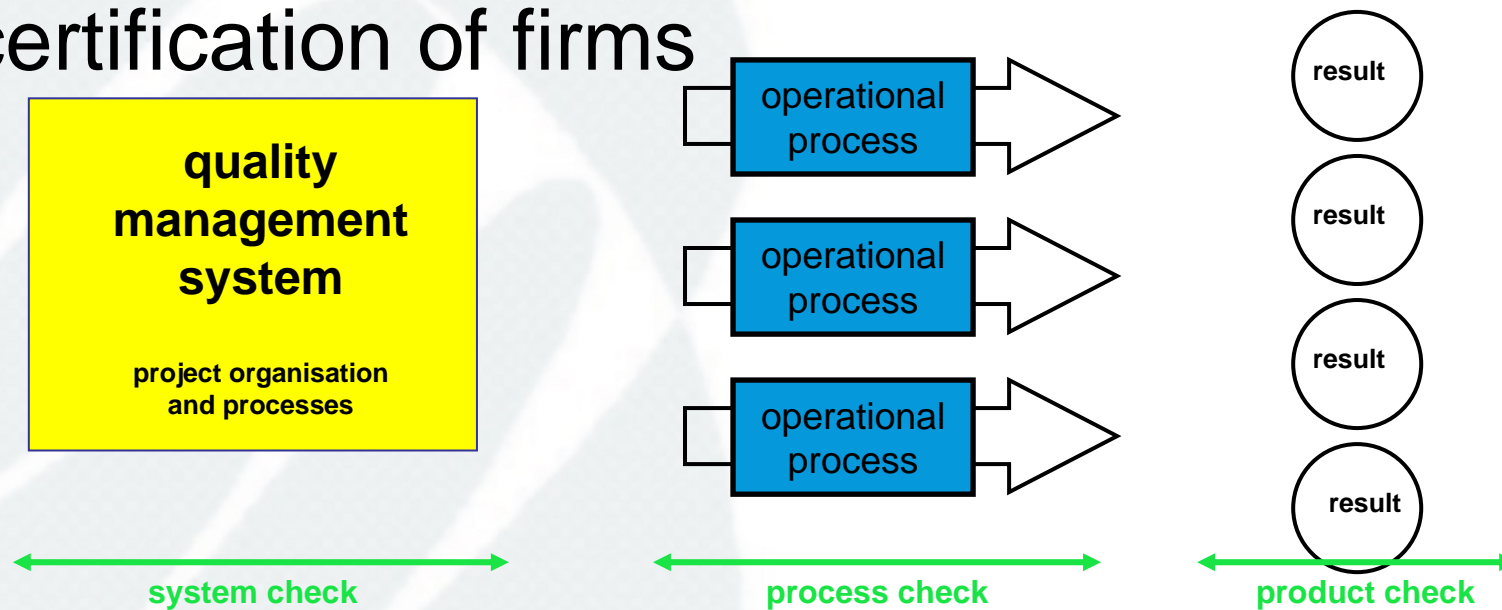 certification of firms
quality
management
system
project organisation
and processes
operational
process
operational
process
operational
process
result
result
result
result
system check
process check
product check